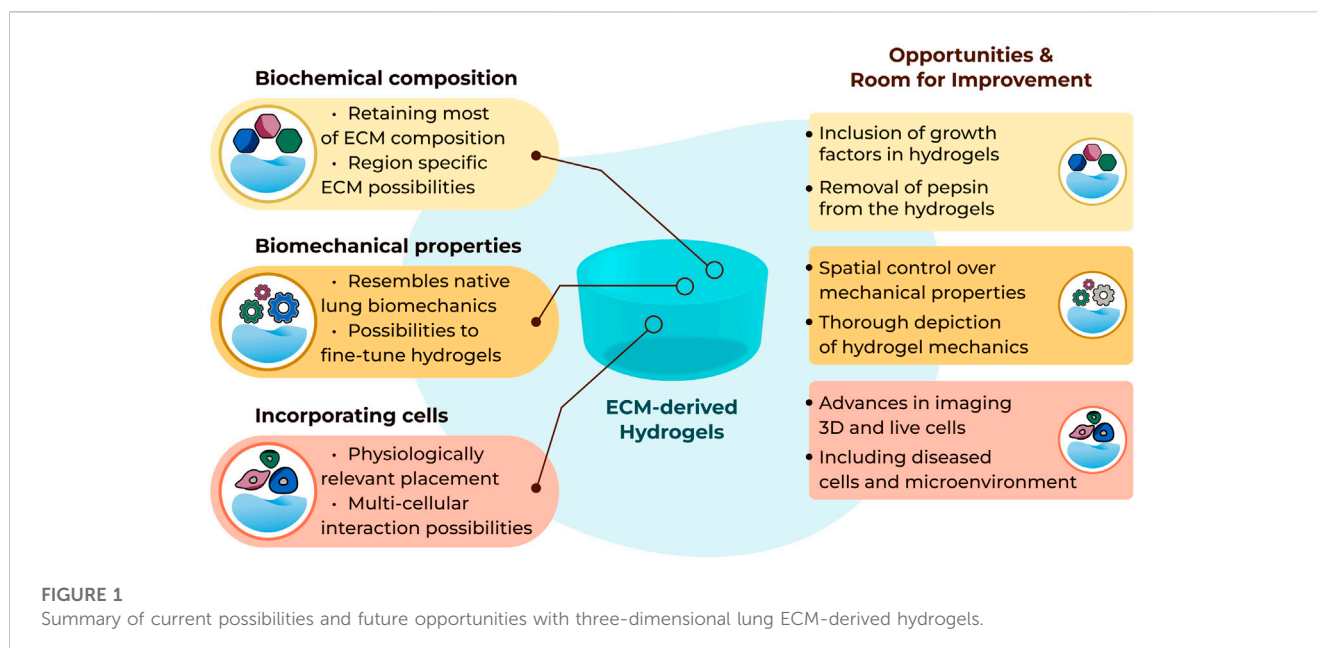 Biochemical composition
• Retaining most
of ECM composition
• Region specific
ECM possibilities
Biomechanical properties
• Resembles native
lung biomechanics
• Possibilities to
fine-tune hydrogels
Incorporating cells
• Physiologically
relevant placement
• Multi-cellular
interaction possibilities
ECM-derived
Hydrogels
Opportunities &
Room for Improvement
• Inclusion of growth
factors in hydrogels
• Removal of pepsin
from the hydrogels
• Spatial control over
mechanical properties
• Thorough depiction
of hydrogel mechanics
• Advances in imaging
3D and live cells
• Including diseased
cells and microenvironment
FIGURE 1
Summary of current possibilities and future opportunities with three-dimensional lung ECM-derived hydrogels.